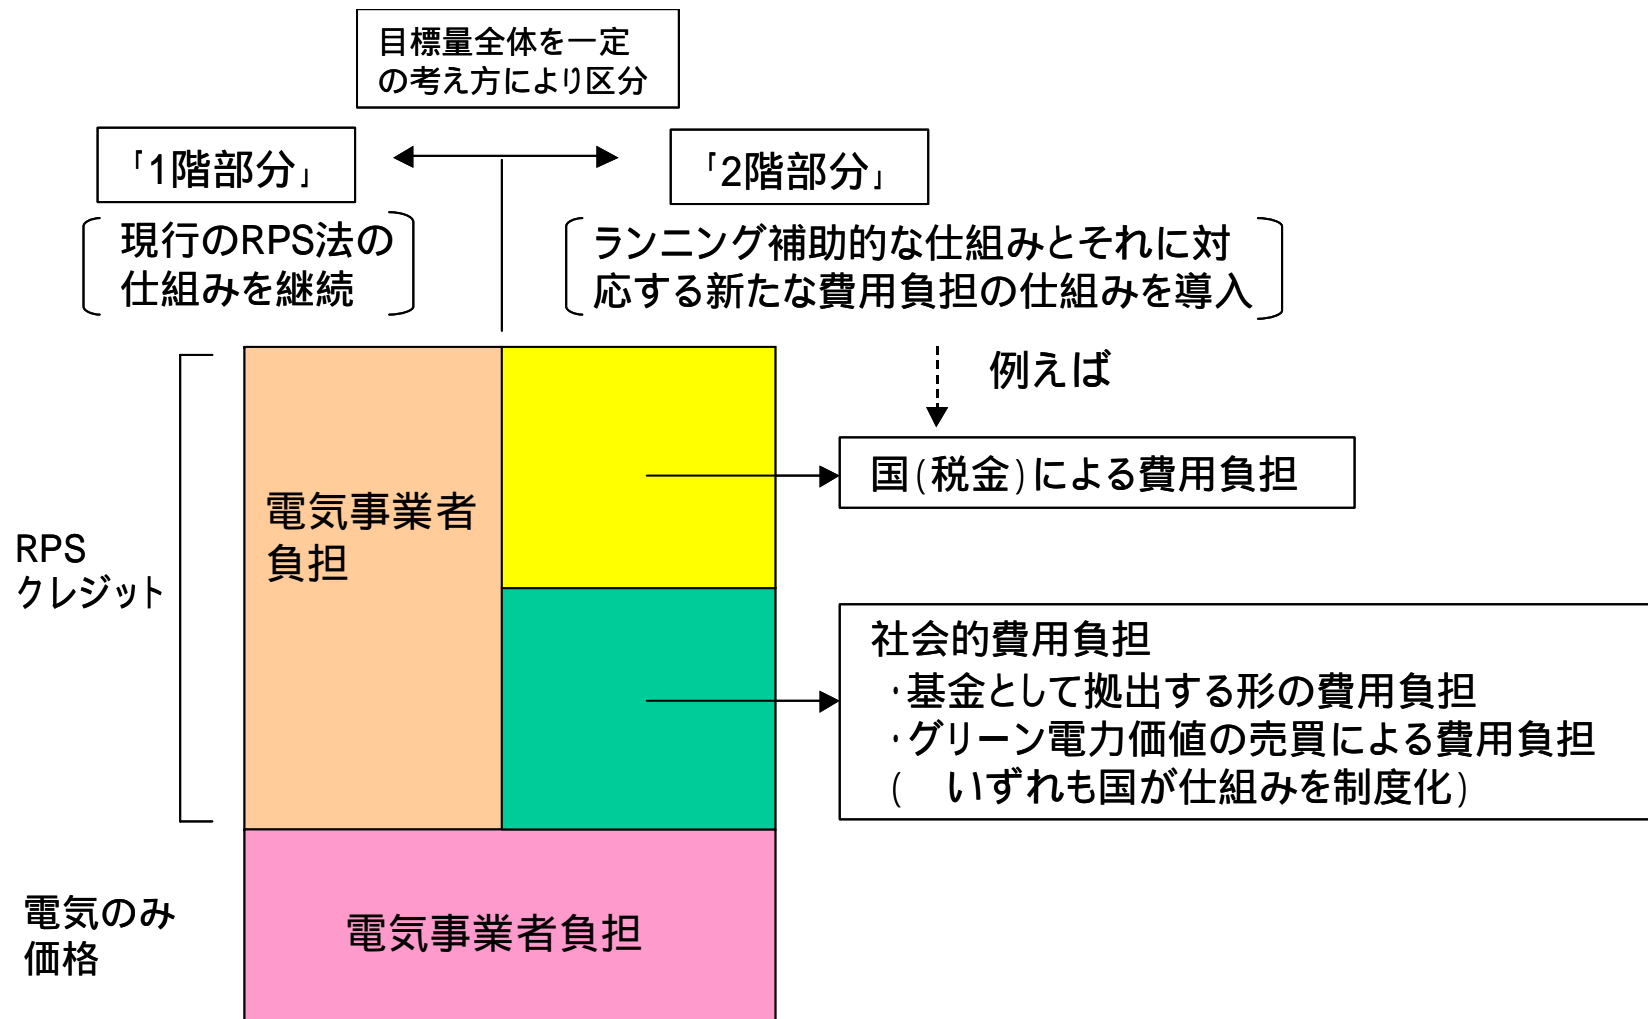 目標量全体を一定
の考え方により区分
「1階部分」
「2階部分」
現行のRPS法の
仕組みを継続
ランニング補助的な仕組みとそれに対
応する新たな費用負担の仕組みを導入
例えば
国(税金)による費用負担
電気事業者
負担
RPS
クレジット
社会的費用負担
・基金として拠出する形の費用負担
・グリーン電力価値の売買による費用負担
(　いずれも国が仕組みを制度化)
電気のみ
価格
電気事業者負担